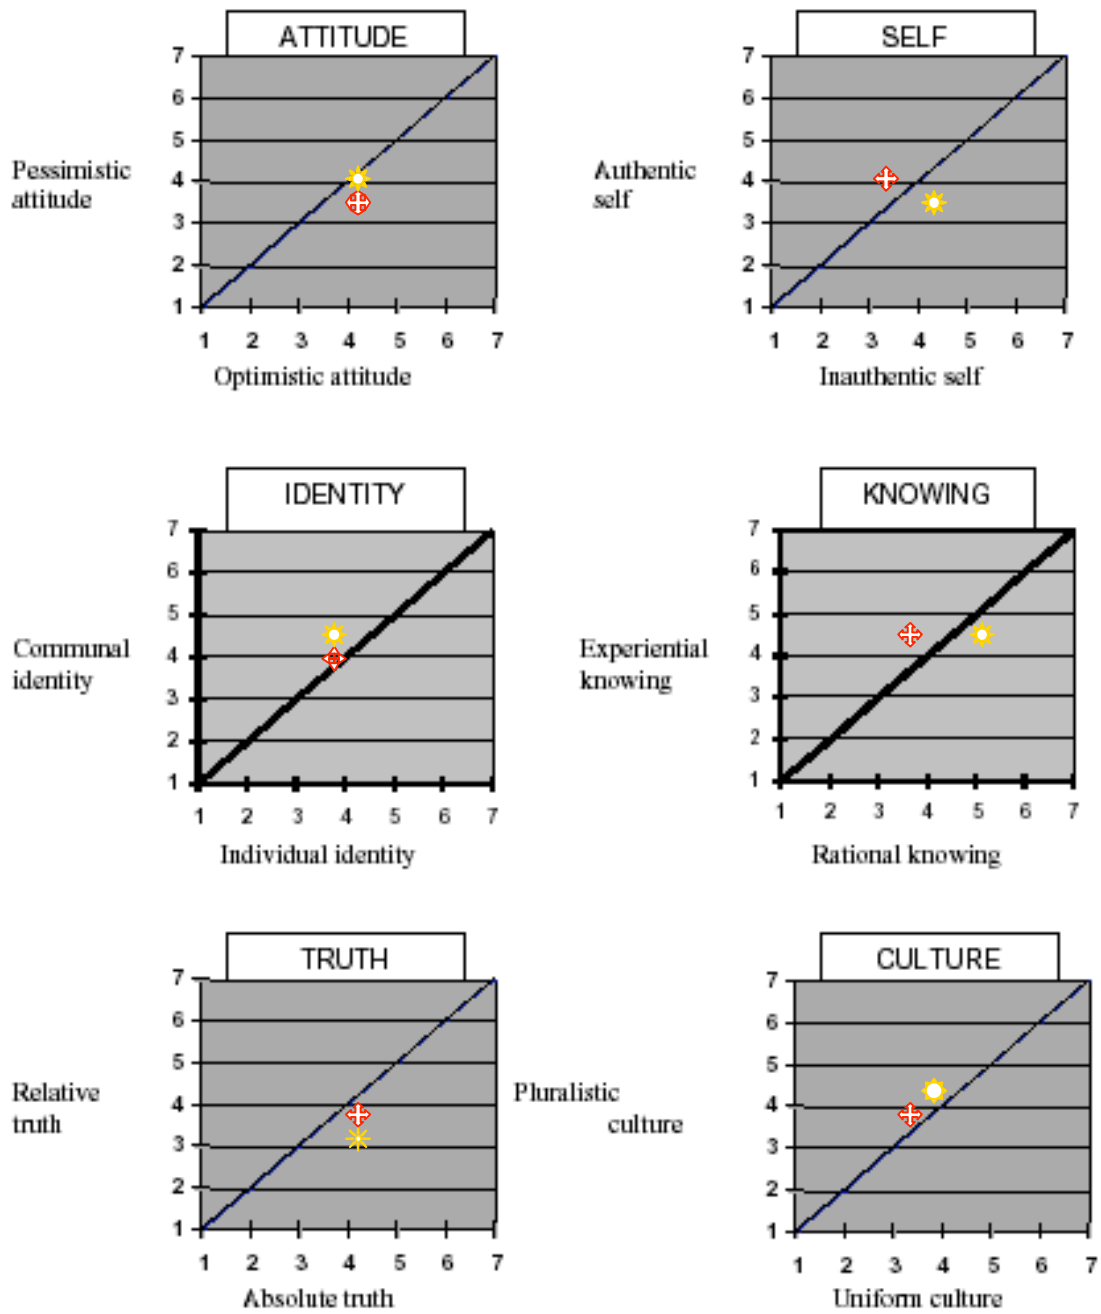 ATTITUDE
7
6
5
4
3
2
1
Pessimistic
attitude
1 2 3 4 5 6 7
Optimistic attitude
SELF
7
6
5
4
3
2
1
Authentic
self
1 2 3 4 5 6 7
Inauthentic self
IDENTITY
7
6
5
4
3
2
1
Communal
identity
1 2 3 4 5 6 7
Individual identity
KNOWING
7
6
5
4
3
2
1
Experiential
knowing
1 2 3 4 5 6 7
Rational knowing
TRUTH
7
6
5
4
3
2
1
Relative
truth
1 2 3 4 5 6 7
Absolute truth
CULTURE
7
6
5
4
3
2
1
Pluralistic
culture
1 2 3 4 5 6 7
Uniform culture